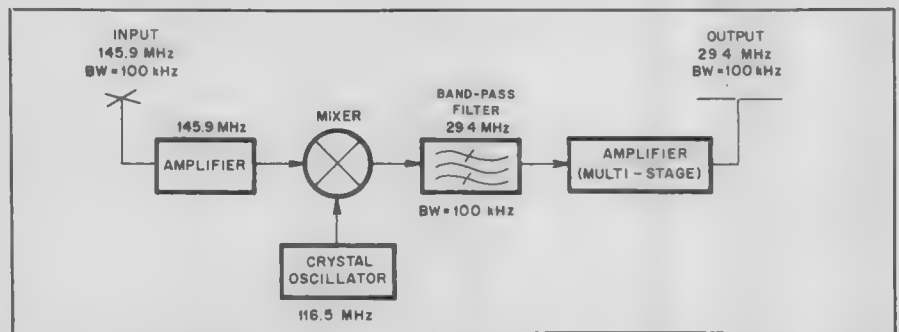 INPUT
145.9 MHz
BW = 100 kHz
OUTPUT
29.4 MHz
BW = 100 kHz
145.9 MHz
AMPLIFIER
MIXER
BAND-PASS
FILTER
29.4 MHz
BW = 100 kHz
AMPLIFIER
(MULTI-STAGE)
CRYSTAL
OSCILLATOR
116.5 MHz